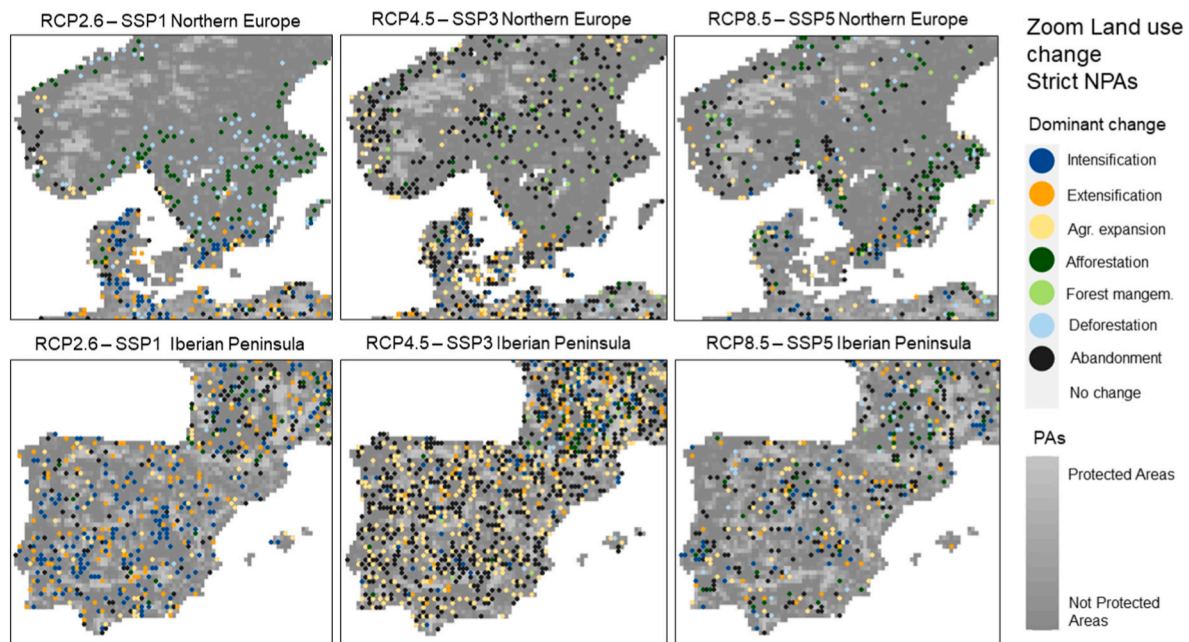 RCP2.6 – SSP1 Northern Europe
RCP4.5 – SSP3 Northern Europe
RCP8.5 – SSP5 Northern Europe
Zoom Land use
change
Strict NPAs
Dominant change
Intensification
Extensification
Agr. expansion
Afforestation
Forest mangem.
Deforestation
Abandonment
No change
RCP2.6 – SSP1 Iberian Peninsula
RCP4.5 – SSP3 Iberian Peninsula
RCP8.5 – SSP5 Iberian Peninsula
PAs
Protected Areas
Not Protected
Areas